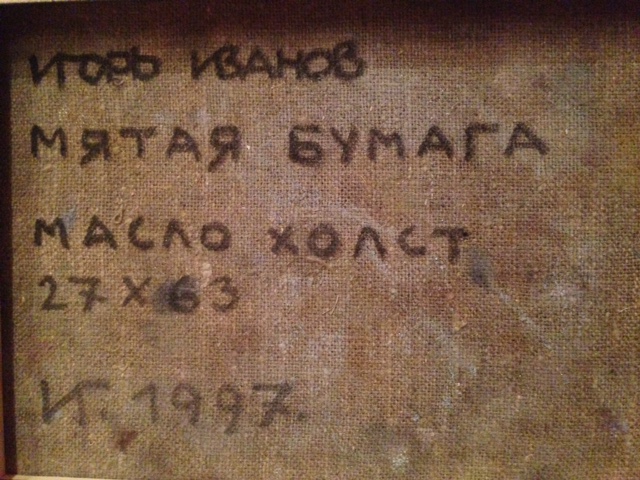 ИГОРЬ ИВАНОВ
МЯТАЯ БУМАГА
МАСЛО ХОЛСТ
27 X 63
И. 1997.